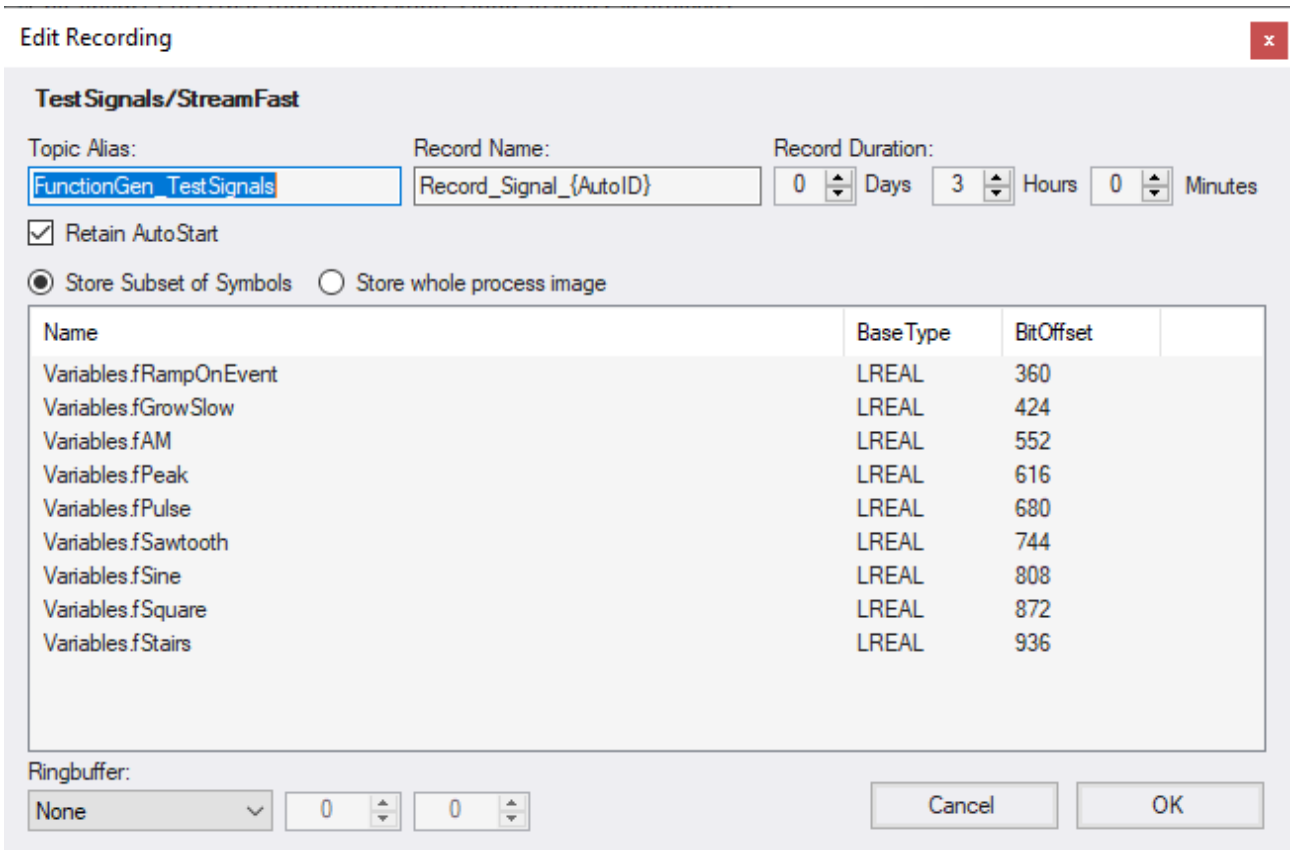 Edit Recording
x
TestSignals/StreamFast
Topic Alias: Record Name: Record Duration:
FunctionGen_TestSignals Record_Signal_{AutoID} 0 Days 3 Hours 0 Minutes
Retain AutoStart
Store Subset of Symbols Store whole process image
Name BaseType BitOffset
Variables.fRampOnEvent LREAL 360
Variables.fGrowSlow LREAL 424
Variables.fAM LREAL 552
Variables.fPeak LREAL 616
Variables.fPulse LREAL 680
Variables.fSawtooth LREAL 744
Variables.fSine LREAL 808
Variables.fSquare LREAL 872
Variables.fStairs LREAL 936
Ringbuffer:
None 0 0 Cancel OK